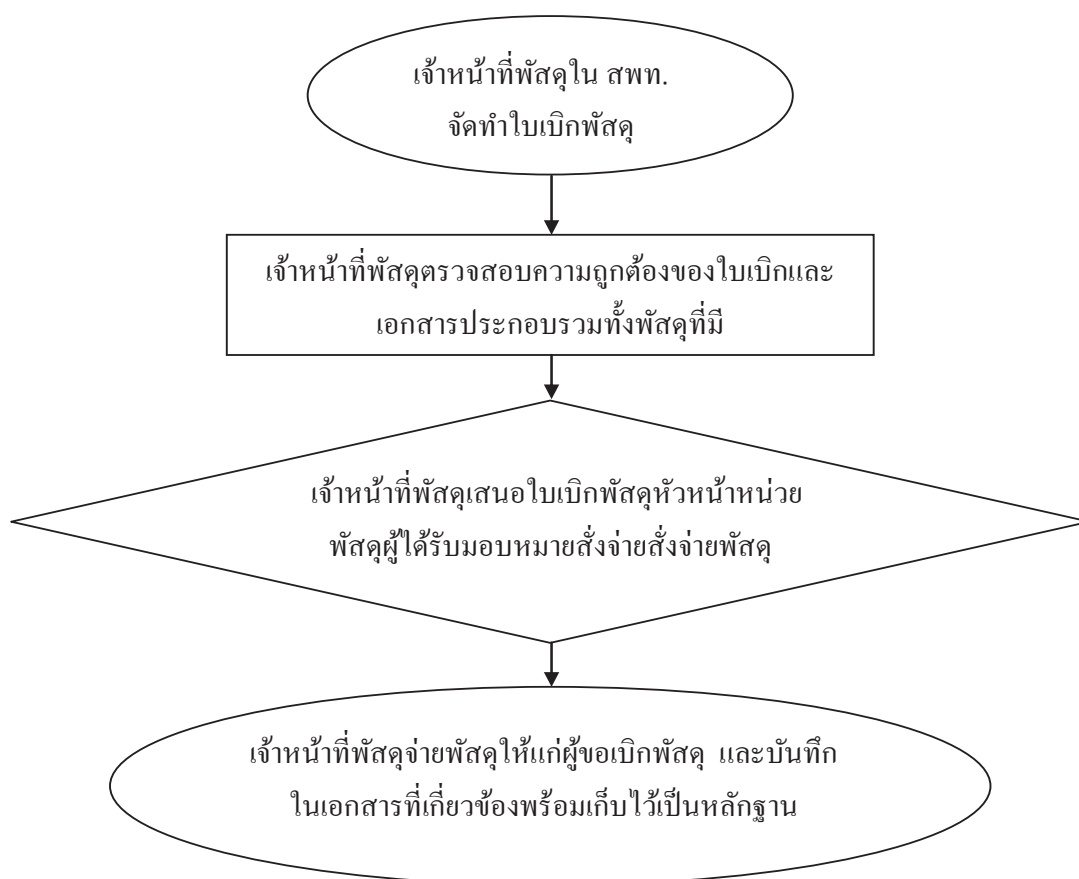 เจ้าหน้าที่พัสดุใน สพท.
จัดทำใบเบิกพัสดุ
เจ้าหน้าที่พัสดุตรวจสอบความถูกต้องของใบเบิกและ
เอกสารประกอบรวมทั้งพัสดุที่มี
เจ้าหน้าที่พัสดุเสนอใบเบิกพัสดุหัวหน้าหน่วย
พัสดุผู้ได้รับมอบหมายสั่งจ่ายสั่งจ่ายพัสดุ
เจ้าหน้าที่พัสดุจ่ายพัสดุให้แก่ผู้ขอเบิกพัสดุ และบันทึก
ในเอกสารที่เกี่ยวข้องพร้อมเก็บไว้เป็นหลักฐาน